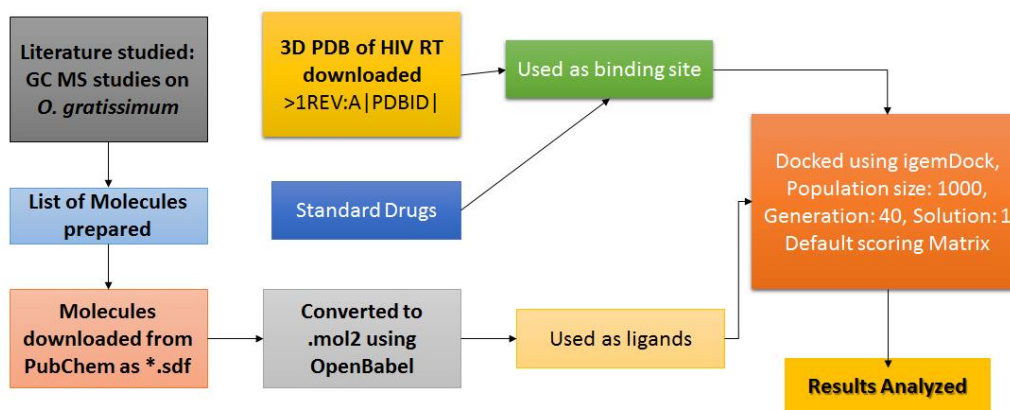 Literature studied:
GC MS studies on
O. gratissimum
List of Molecules
prepared
Molecules
downloaded from
PubChem as *.sdf
3D PDB of HIV RT
downloaded
>1REV:A|PDBID|
Standard Drugs
Converted to
.mol2 using
OpenBabel
Used as binding site
Used as ligands
Docked using igemDock,
Population size: 1000,
Generation: 40, Solution: 1
Default scoring Matrix
Results Analyzed